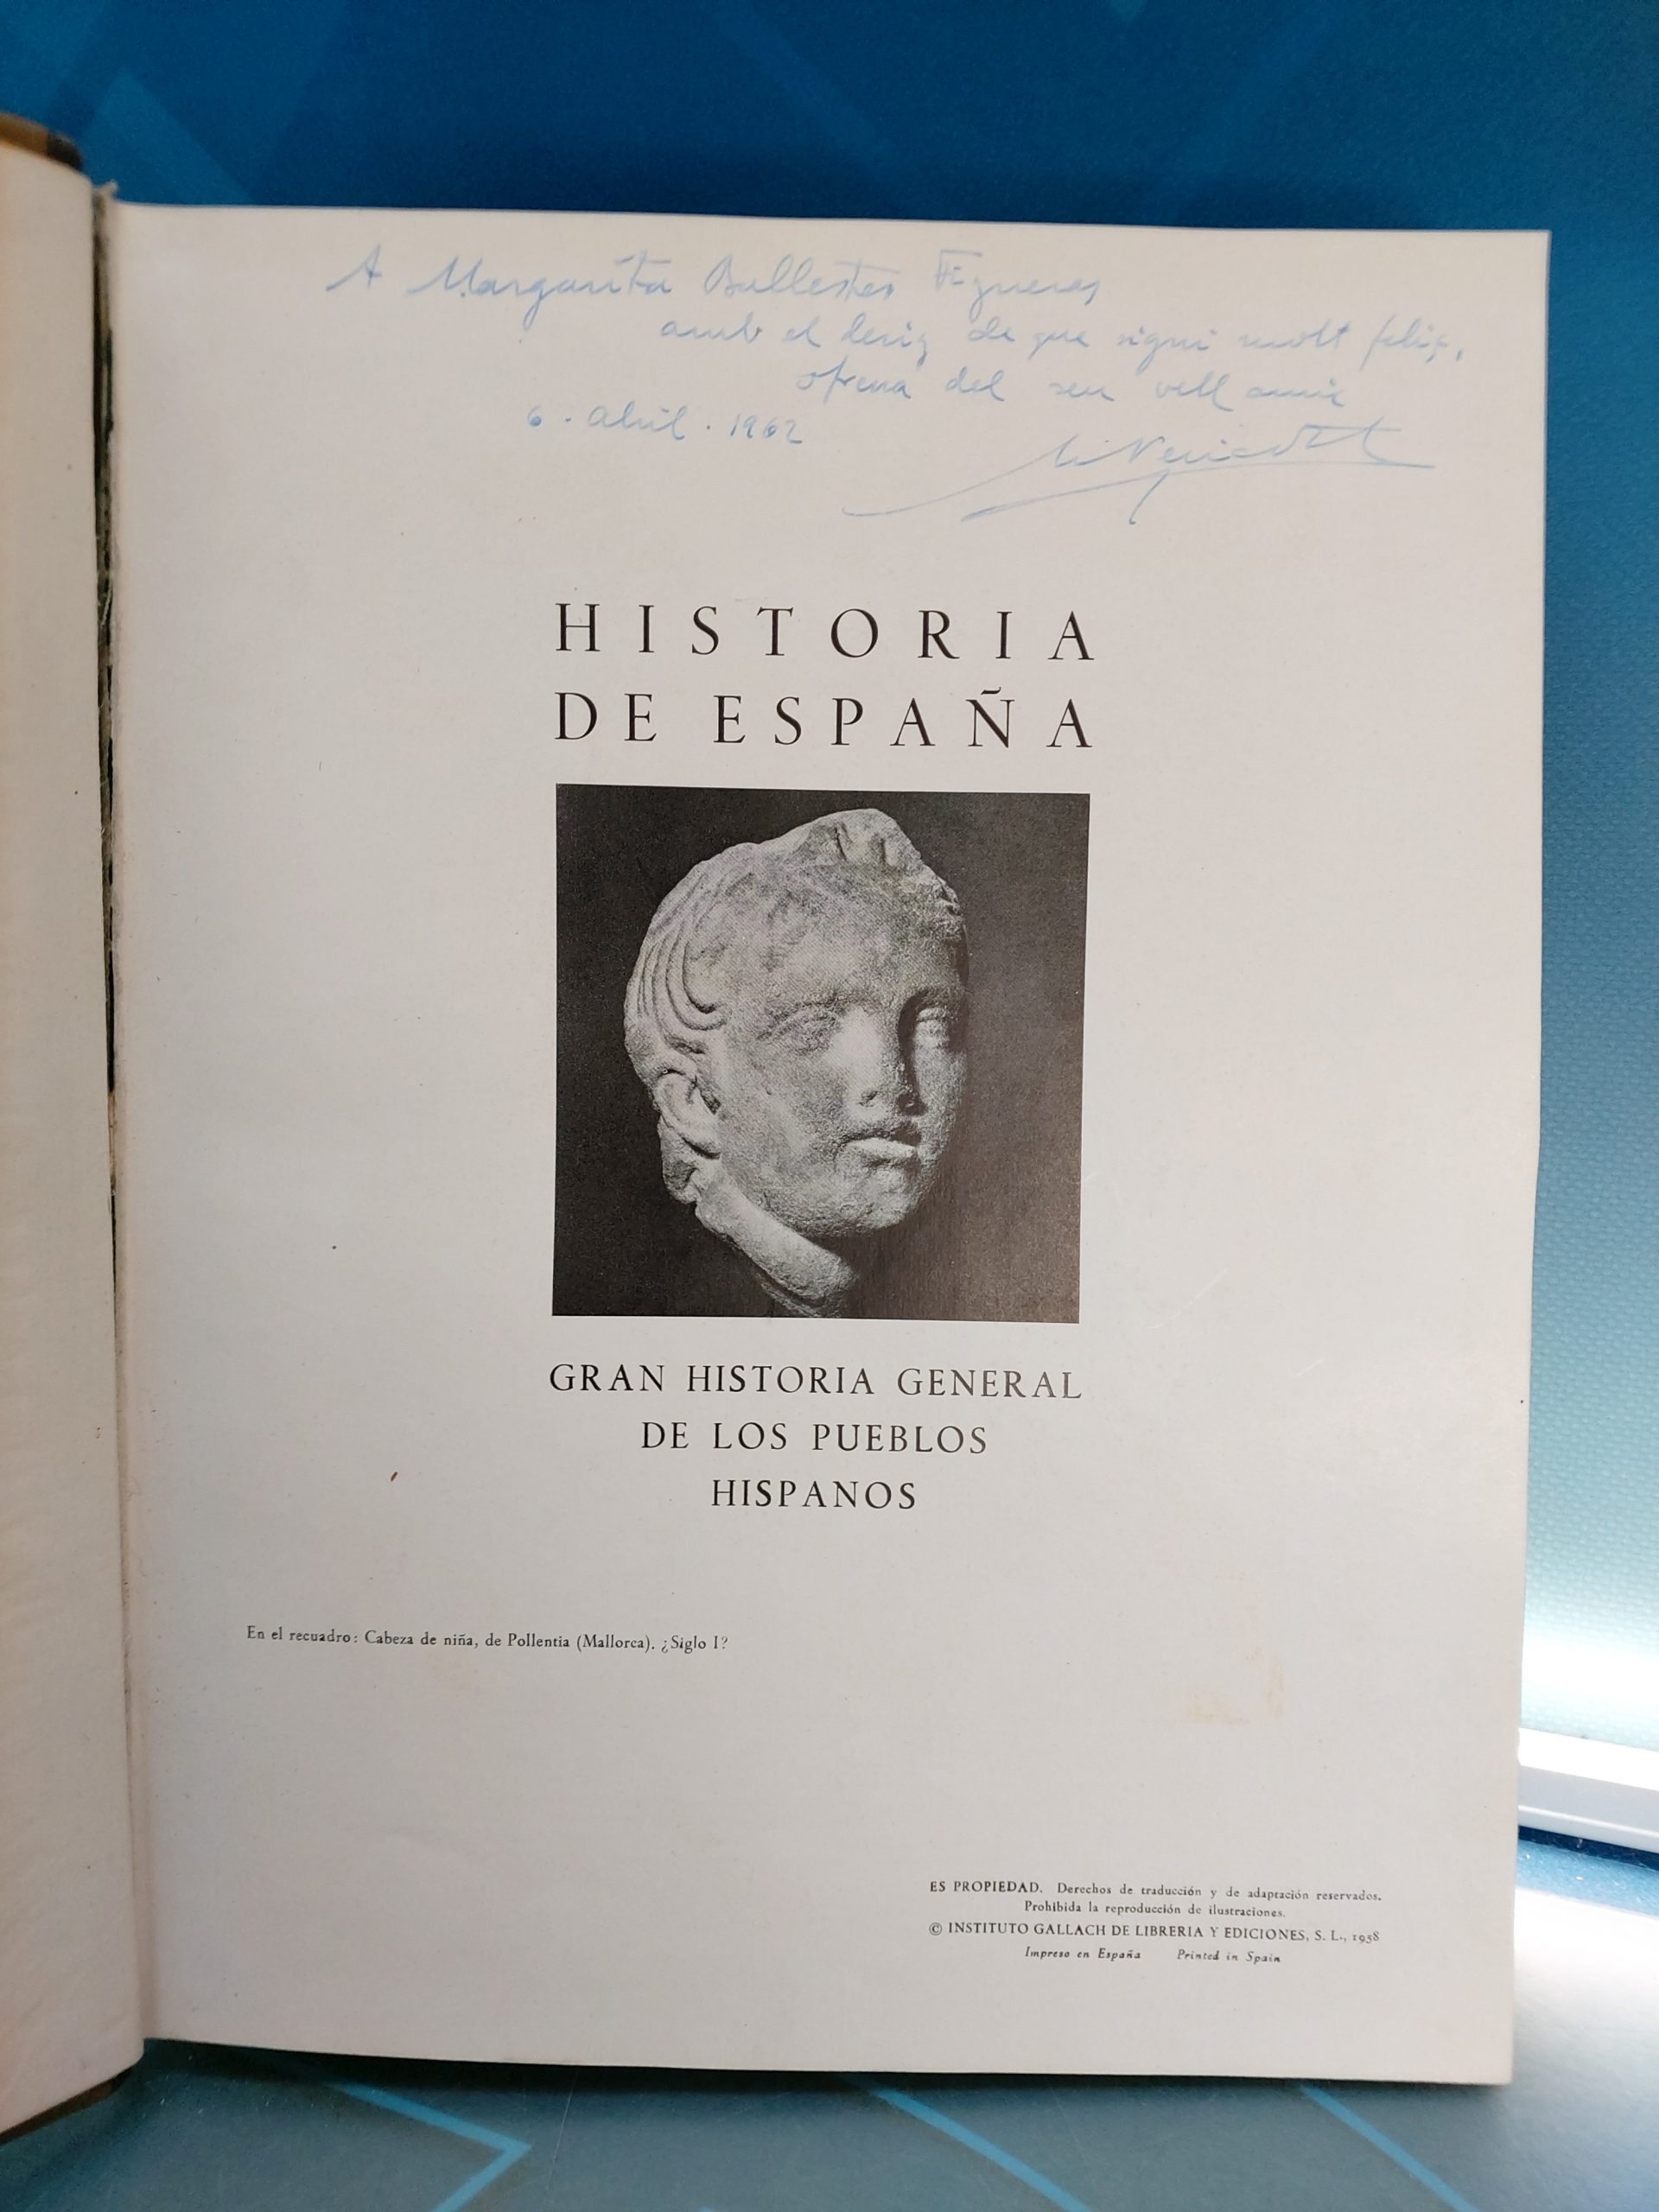 A Margarita Ballester Figueres
amb el desig de que sigui molt feliç,
ofrena del seu vell amic
6 . abril . 1962
HISTORIA
DE ESPAÑA
GRAN HISTORIA GENERAL
DE LOS PUEBLOS
HISPANOS
En el recuadro: Cabeza de niña, de Pollentia (Mallorca). ¿Siglo I?
ES PROPIEDAD. Derechos de traducción y de adaptación reservados.
Prohibida la reproducción de ilustraciones.
© INSTITUTO GALLACH DE LIBRERIA Y EDICIONES, S. L., 1958
Impreso en España Printed in Spain